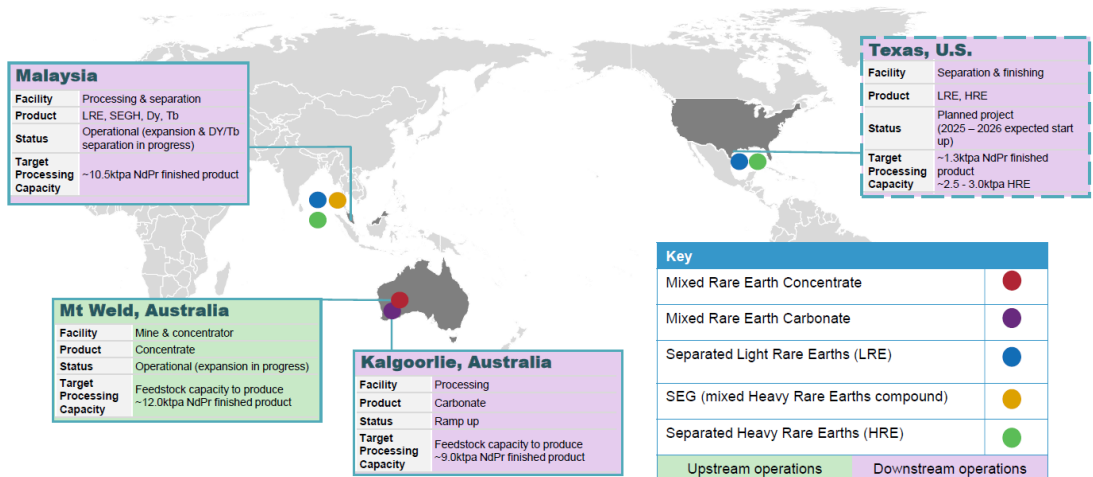 Malaysia
Facility Processing & separation
Product LRE, SEGH, Dy, Tb
Status Operational (expansion & DY/Tb
separation in progress)
Target
Processing ~10.5ktpa NdPr finished product
Capacity
Texas, U.S.
Facility Separation & finishing
Product LRE, HRE
Status Planned project
(2025 – 2026 expected start
up)
Target ~1.3ktpa NdPr finished
Processing product
Capacity ~2.5 - 3.0ktpa HRE
Mt Weld, Australia
Facility Mine & concentrator
Product Concentrate
Status Operational (expansion in progress)
Target
Processing Feedstock capacity to produce
Capacity ~12.0ktpa NdPr finished product
Kalgoorlie, Australia
Facility Processing
Product Carbonate
Status Ramp up
Target
Processing Feedstock capacity to produce
Capacity ~9.0ktpa NdPr finished product
Key
Mixed Rare Earth Concentrate
Mixed Rare Earth Carbonate
Separated Light Rare Earths (LRE)
SEG (mixed Heavy Rare Earths compound)
Separated Heavy Rare Earths (HRE)
Upstream operations Downstream operations